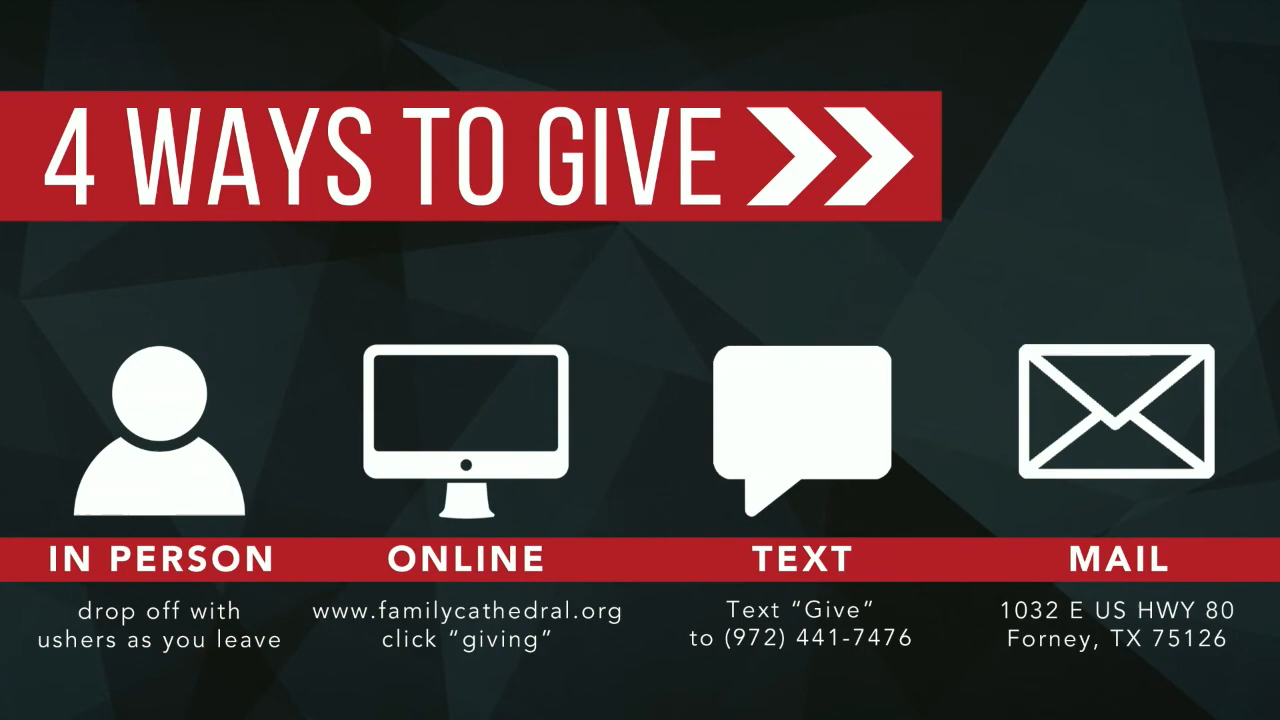 4 WAYS TO GIVE
IN PERSON
drop off with
ushers as you leave
ONLINE
www.familycathedral.org
click “giving”
TEXT
Text “Give”
to (972) 441-7476
MAIL
1032 E US HWY 80
Forney, TX 75126